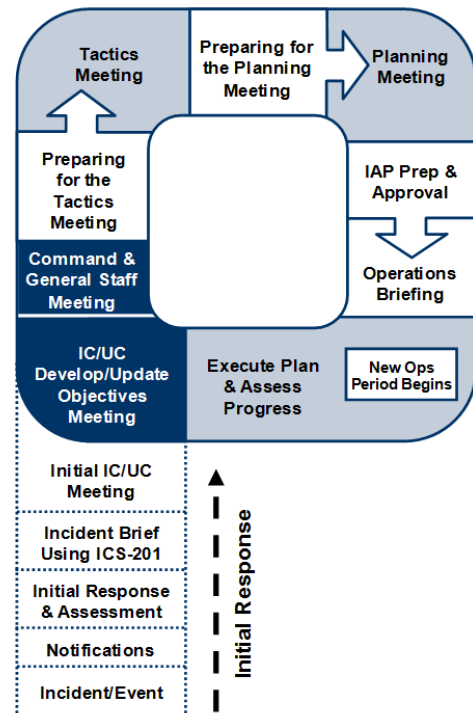 Tactics
Meeting
Preparing for
the Planning
Meeting
Planning
Meeting
Preparing
for the
Tactics
Meeting
IAP Prep &
Approval
Command &
General Staff
Meeting
Operations
Briefing
IC/UC
Develop/Update
Objectives
Meeting
Execute Plan
& Assess
Progress
New Ops
Period Begins
Initial IC/UC
Meeting
Incident Brief
Using ICS-201
Initial Response
& Assessment
Notifications
Incident/Event
Initial Response